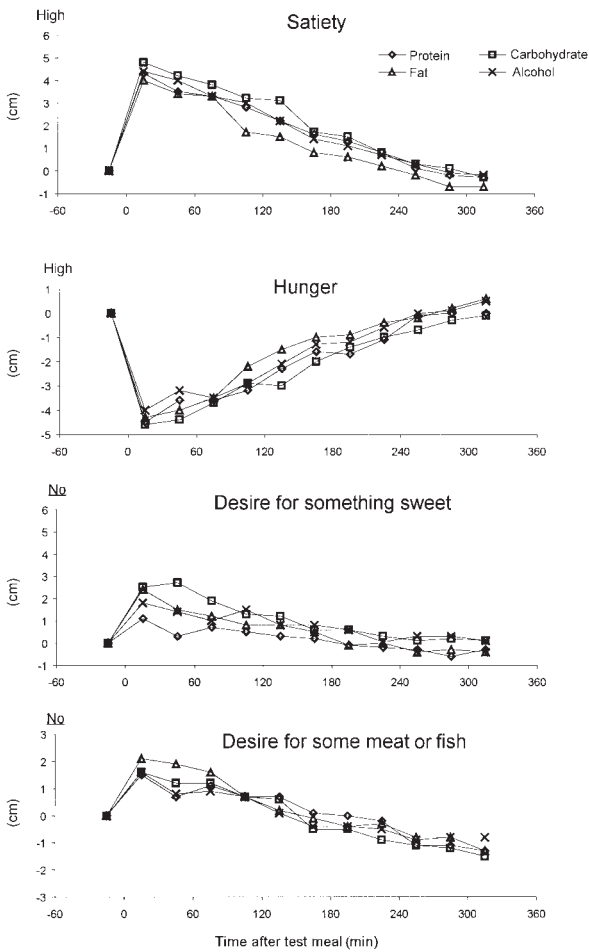 High
Satiety
6
5
4
3
2
1
0
-1
(cm)
Protein
Carbohydrate
Fat
Alcohol
-60 0 60 120 180 240 300 360
High
Hunger
1
0
-1
-2
-3
-4
-5
(cm)
-60 0 60 120 180 240 300 360
No
Desire for something sweet
6
5
4
3
2
1
0
-1
(cm)
-60 0 60 120 180 240 300 360
No
Desire for some meat or fish
3
2
1
0
-1
-2
-3
(cm)
-60 0 60 120 180 240 300 360
Time after test meal (min)